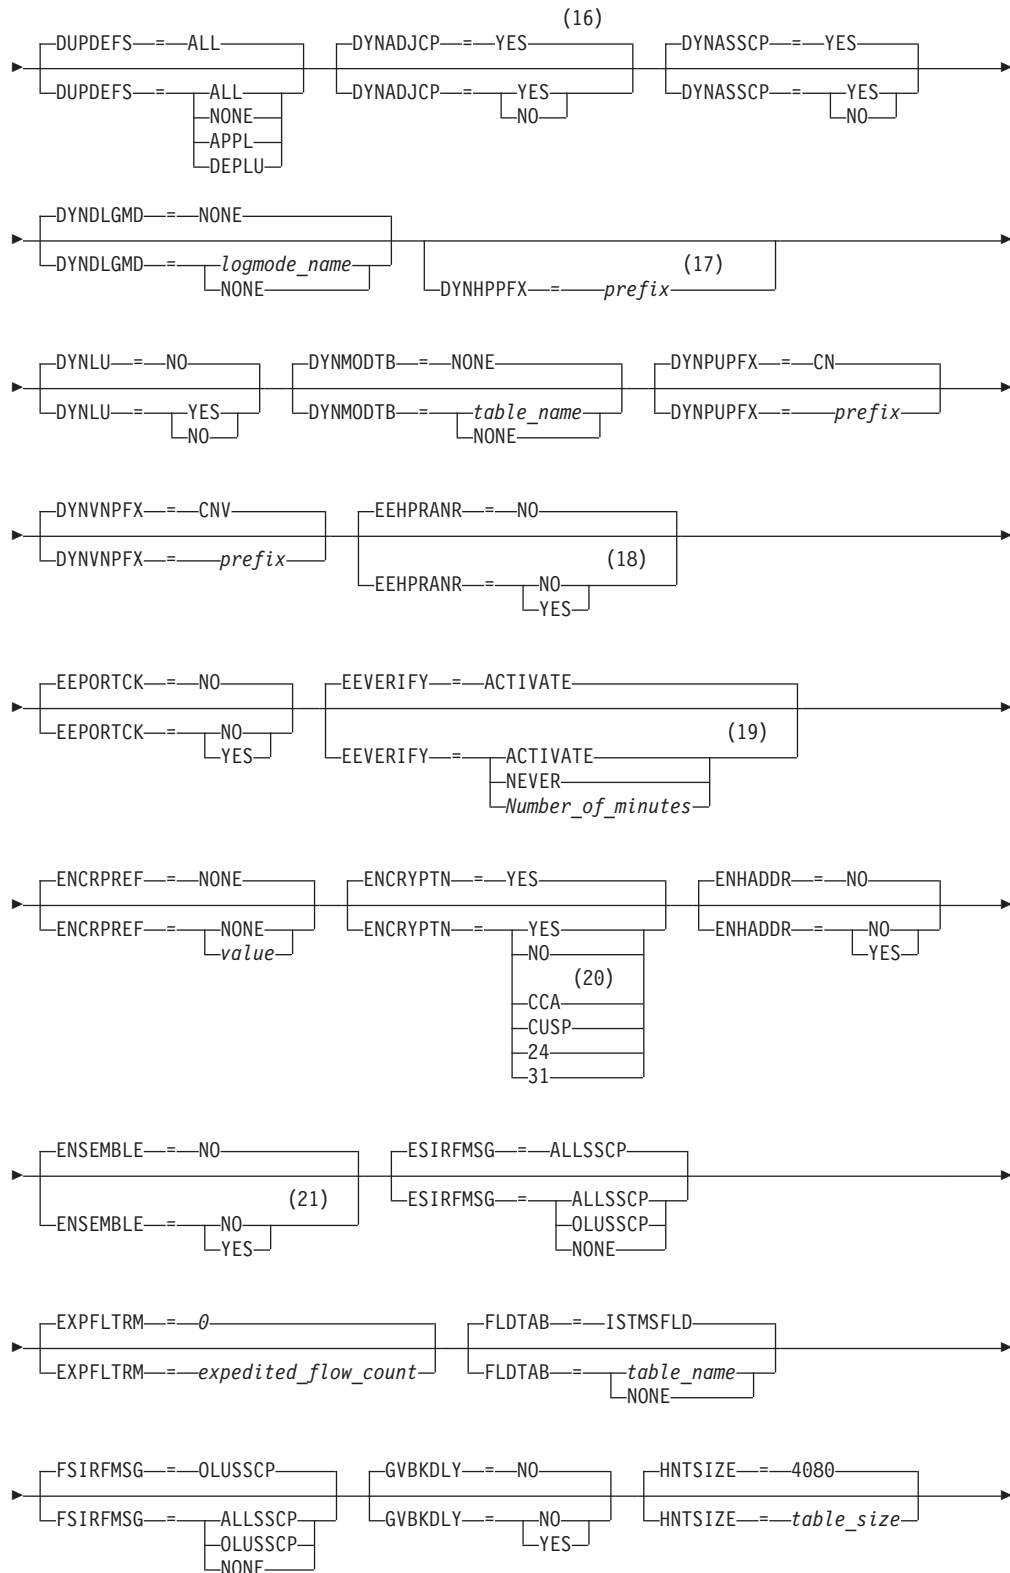 (16)
DUPDEFS = ALL DYNADJCP = YES DYNASSCP = YES
DUPDEFS = ALL DYNADJCP = YES DYNASSCP = YES
NONE NO NO
APPL
DEPLU
DYNDLGMD = NONE
DYNDLGMD = logmode_name (17)
NONE DYNHPPFX = prefix
DYNLU = NO DYNMODTB = NONE DYNPUPFX = CN
DYNLU = YES DYNMODTB = table_name DYNPUPFX = prefix
NO NONE
DYNVNPFX = CNV EEHPRANR = NO
DYNVNPFX = prefix (18)
EEHPRANR = NO
YES
EEPORTCK = NO EEVERIFY = ACTIVATE
EEPORTCK = NO (19)
YES EEVERIFY = ACTIVATE
NEVER
Number_of_minutes
ENCRPREF = NONE ENCRYPTN = YES ENHADDR = NO
ENCRPREF = NONE ENCRYPTN = YES ENHADDR = NO
value NO YES
(20)
CCA
CUSP
24
31
ENSEMBLE = NO ESIRFMSG = ALLSSCP
(21) ESIRFMSG = ALLSSCP
ENSEMBLE = NO OLUSSCP
YES NONE
EXPFLTRM = 0 FLDTAB = ISTMSFLD
EXPFLTRM = expedited_flow_count FLDTAB = table_name
NONE
FSIRFMSG = OLUSSCP GVBKDLY = NO HNTSIZE = 4080
FSIRFMSG = ALLSSCP GVBKDLY = NO HNTSIZE = table_size
OLUSSCP YES
NONE